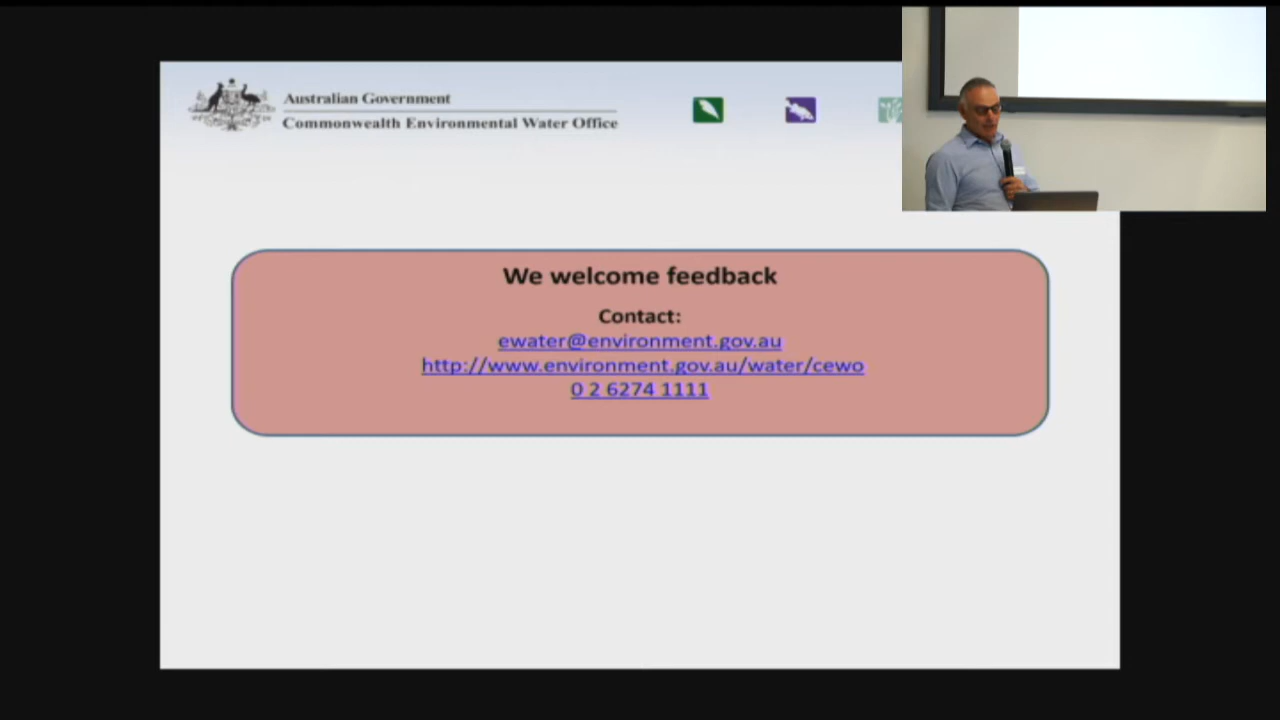 Australian Government
Commonwealth Environmental Water Office
We welcome feedback
Contact:
ewater@environment.gov.au
http://www.environment.gov.au/water/cewo
0 2 6274 1111